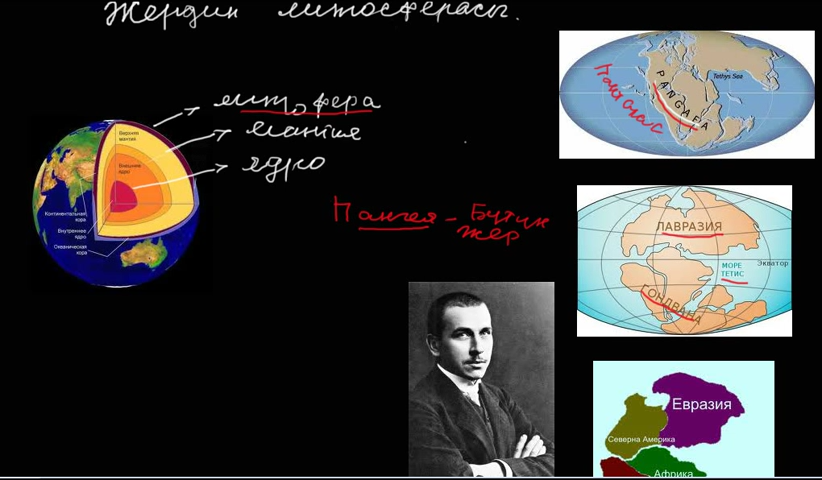 Жердин литосферасы.
литосфера
мантия
ядро
Верхняя
мантия
Внешнее
ядро
Континентальная
кора
Внутреннее
ядро
Океаническая
кора
Пангея – Бүтүн
жер
Tethys Sea
PANGAEA
ЛАВРАЗИЯ
МОРЕ
ТЕТИС
Экватор
ГОНДВАНА
Евразия
Северна Америка
Африка